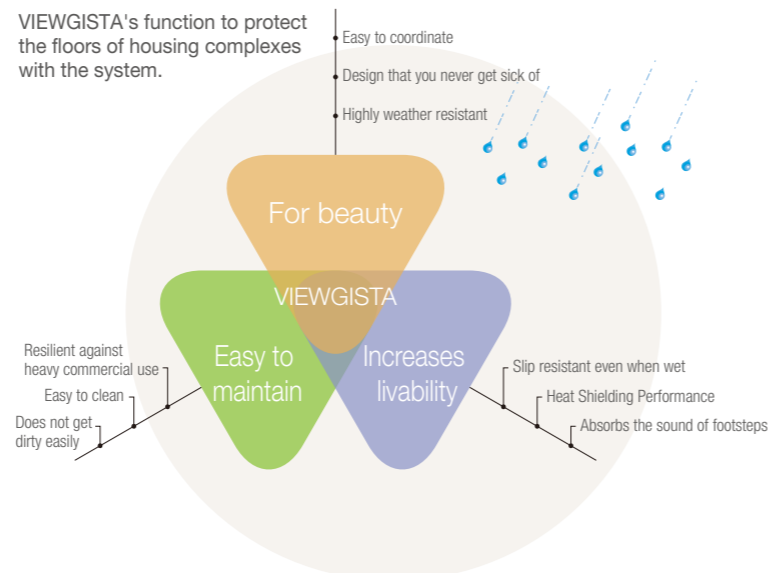 VIEWGISTA's function to protect
the floors of housing complexes
with the system.
Easy to coordinate
Design that you never get sick of
Highly weather resistant
For beauty
VIEWGISTA
Easy to
maintain
Increases
livability
Resilient against
heavy commercial use
Easy to clean
Does not get
dirty easily
Slip resistant even when wet
Heat Shielding Performance
Absorbs the sound of footsteps